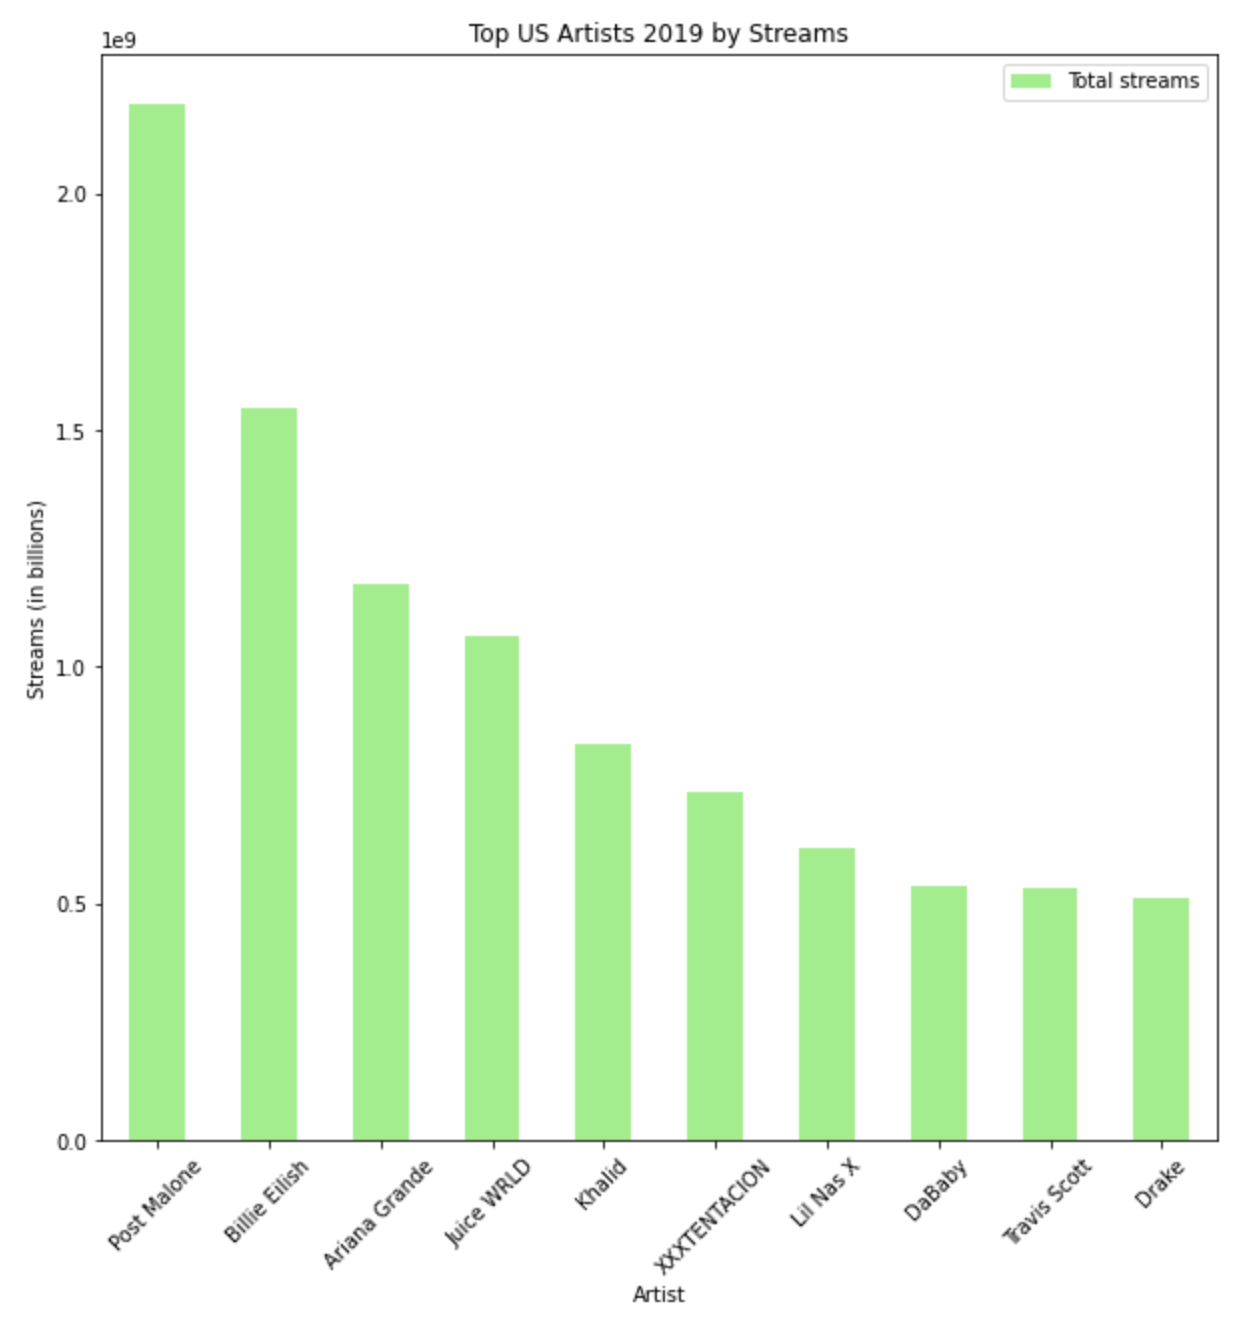 Top US Artists 2019 by Streams
1e9
Total streams
2.0
1.5
1.0
0.5
0.0
Streams (in billions)
Post Malone
Billie Eilish
Ariana Grande
Juice WRLD
Khalid
XXXTENTACION
Lil Nas X
DaBaby
Travis Scott
Drake
Artist